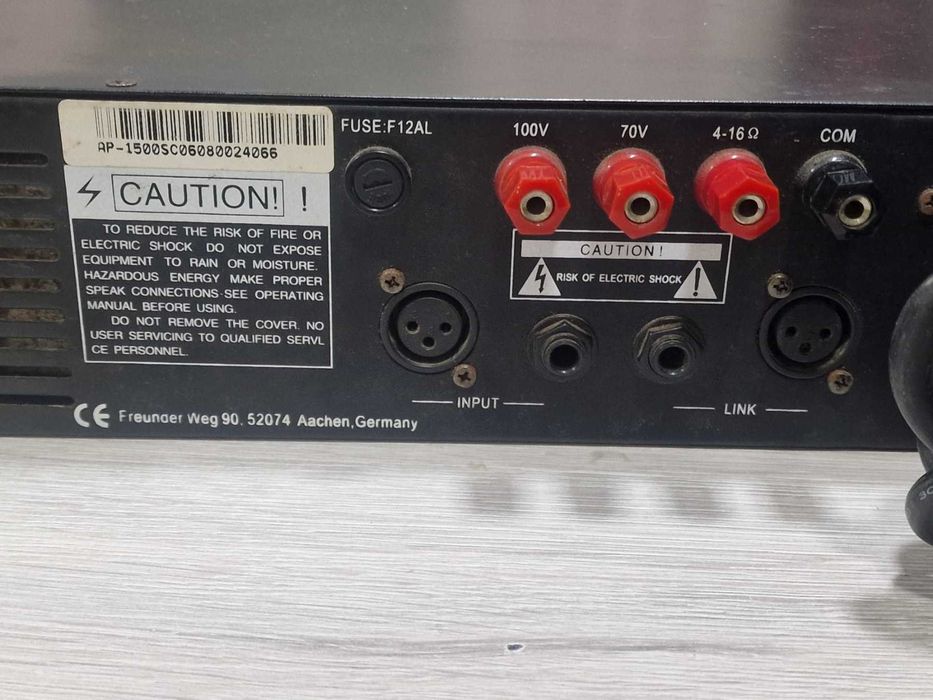 AP-1500SC06080024066
CAUTION! !
TO REDUCE THE RISK OF FIRE OR
ELECTRIC SHOCK DO NOT EXPOSE
EQUIPMENT TO RAIN OR MOISTURE.
HAZARDOUS ENERGY MAKE PROPER
SPEAK CONNECTIONS-SEE OPERATING
MANUAL BEFORE USING.
DO NOT REMOVE THE COVER. NO
USER SERVICING TO QUALIFIED SERVL
CE PERSONNEL.
FUSE:F12AL
100V
70V
4-16Ω
COM
CAUTION!
RISK OF ELECTRIC SHOCK
!
INPUT
LINK
CE Freunder Weg 90, 52074 Aachen,Germany